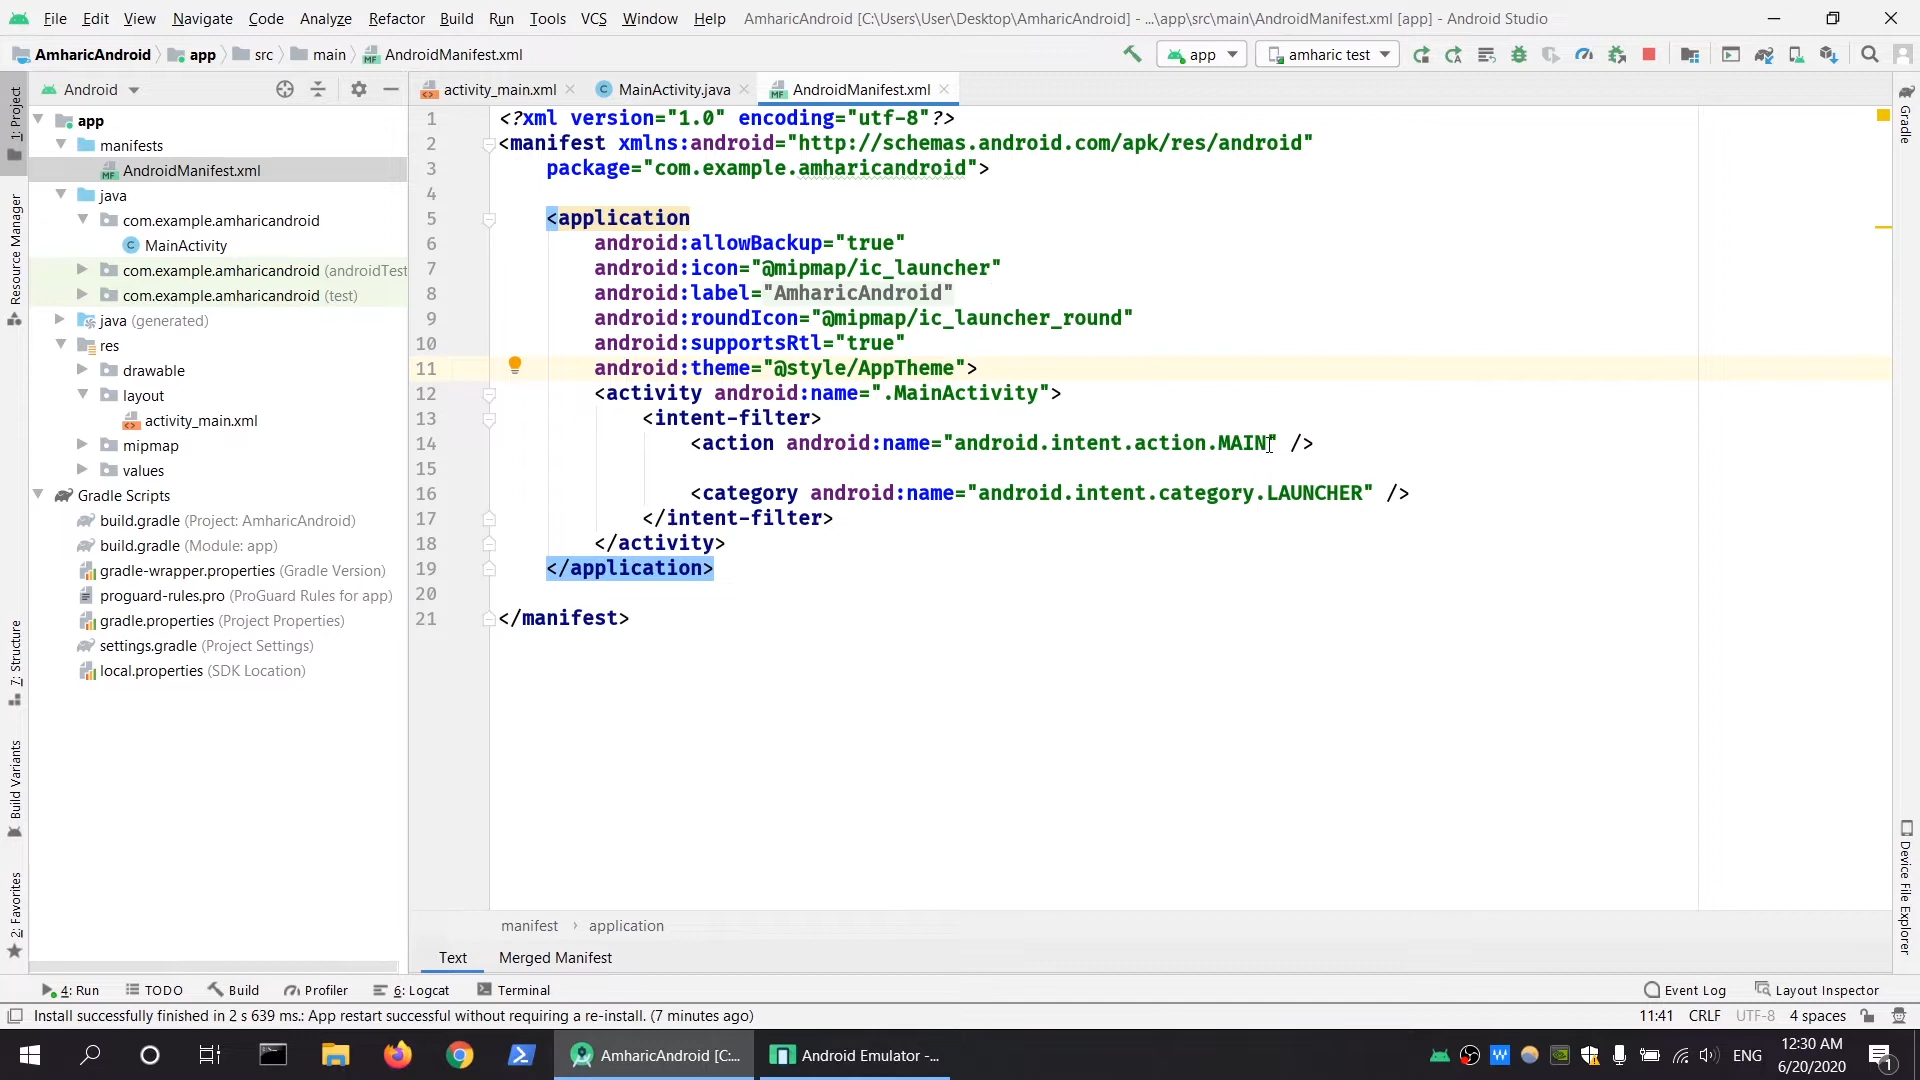 File Edit View Navigate Code Analyze Refactor Build Run Tools VCS Window Help AmharicAndroid [C:\Users\User\Desktop\AmharicAndroid] - ...\app\src\main\AndroidManifest.xml [app] - Android Studio
AmharicAndroid app src main AndroidManifest.xml app amharic test
Android activity_main.xml MainActivity.java AndroidManifest.xml
1: Project
Resource Manager
7: Structure
Build Variants
2: Favorites
app
manifests
AndroidManifest.xml
java
com.example.amharicandroid
MainActivity
com.example.amharicandroid (androidTest
com.example.amharicandroid (test)
java (generated)
res
drawable
layout
activity_main.xml
mipmap
values
Gradle Scripts
build.gradle (Project: AmharicAndroid)
build.gradle (Module: app)
gradle-wrapper.properties (Gradle Version)
proguard-rules.pro (ProGuard Rules for app)
gradle.properties (Project Properties)
settings.gradle (Project Settings)
local.properties (SDK Location)
1 <?xml version="1.0" encoding="utf-8"?>
2 <manifest xmlns:android="http://schemas.android.com/apk/res/android"
3 package="com.example.amharicandroid">
4
5 <application
6 android:allowBackup="true"
7 android:icon="@mipmap/ic_launcher"
8 android:label="AmharicAndroid"
9 android:roundIcon="@mipmap/ic_launcher_round"
10 android:supportsRtl="true"
11 android:theme="@style/AppTheme">
12 <activity android:name=".MainActivity">
13 <intent-filter>
14 <action android:name="android.intent.action.MAIN" />
15
16 <category android:name="android.intent.category.LAUNCHER" />
17 </intent-filter>
18 </activity>
19 </application>
20
21 </manifest>
Gradle
Device File Explorer
manifest › application
Text Merged Manifest
4: Run TODO Build Profiler 6: Logcat Terminal Event Log Layout Inspector
Install successfully finished in 2 s 639 ms.: App restart successful without requiring a re-install. (7 minutes ago) 11:41 CRLF UTF-8 4 spaces
AmharicAndroid [C:... Android Emulator -... ENG 12:30 AM
6/20/2020
1